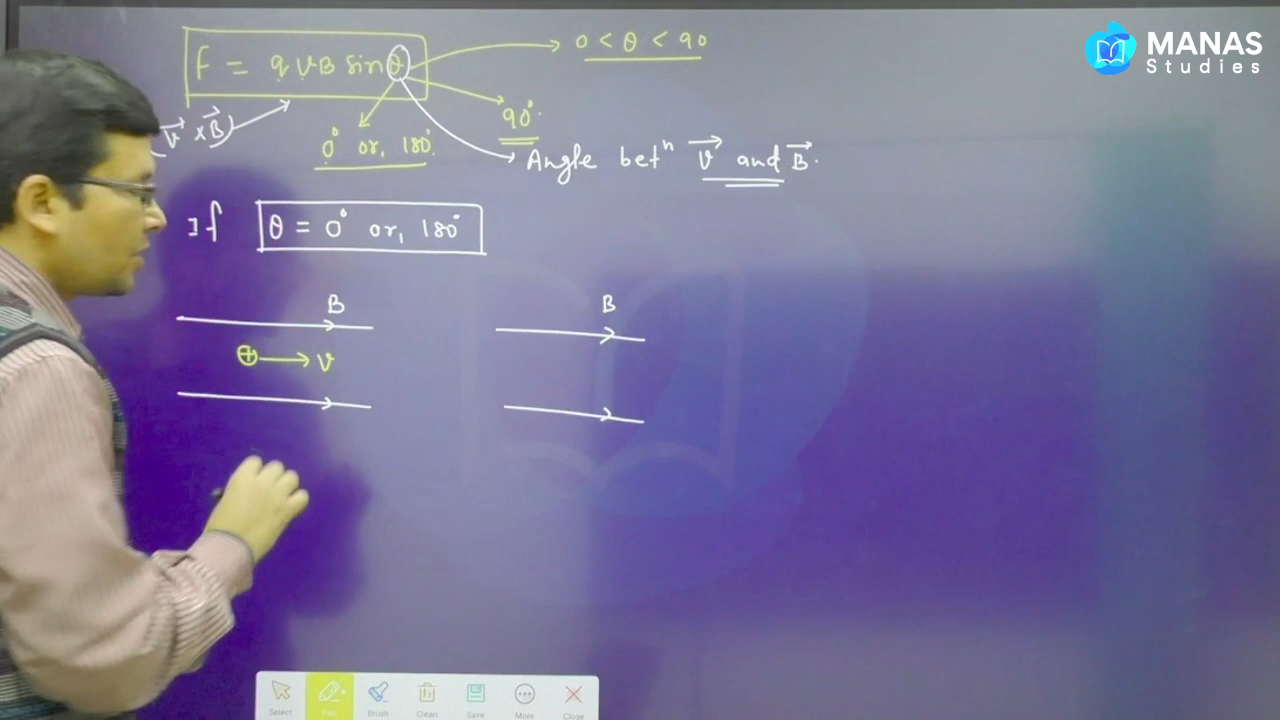 MANAS
Studies
F = qVB Sinθ
0 < θ < 90
(V⃗ × B⃗)
90°.
0° or, 180°.
Angle betⁿ V⃗ and B⃗.
If θ = 0° or, 180°
B
B
⊕ → V
Select
Pen
Brush
Clean
Save
More
Close